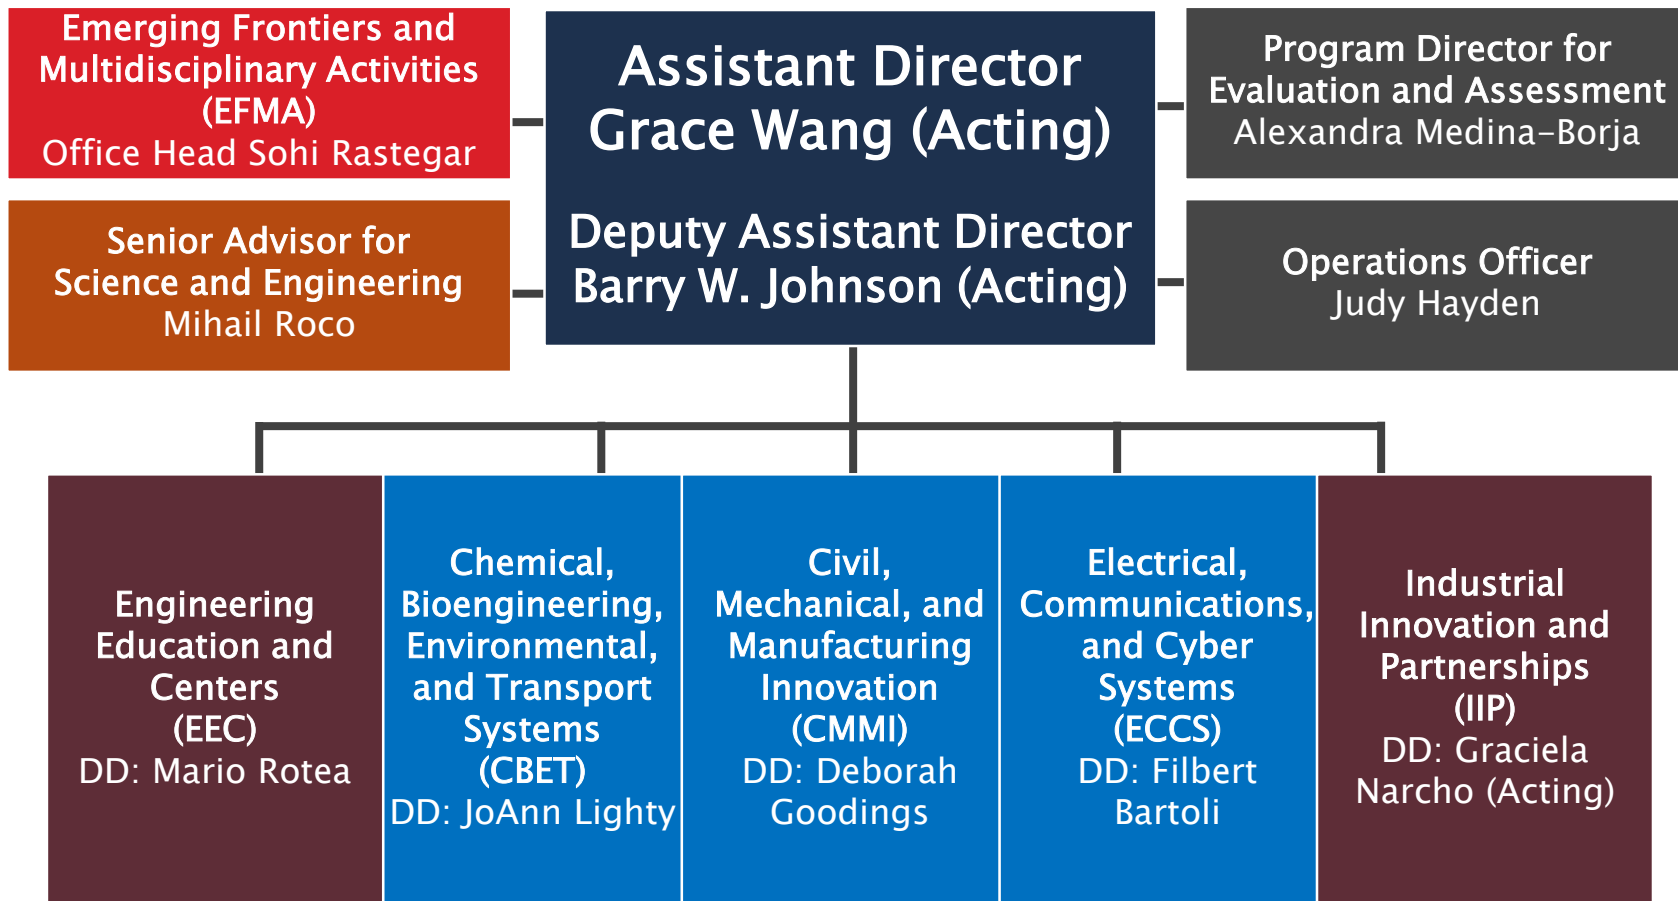 Emerging Frontiers and
Multidisciplinary Activities
(EFMA)
Office Head Sohi Rastegar
Senior Advisor for
Science and Engineering
Mihail Roco
Assistant Director
Grace Wang (Acting)
Deputy Assistant Director
Barry W. Johnson (Acting)
Program Director for
Evaluation and Assessment
Alexandra Medina-Borja
Operations Officer
Judy Hayden
Engineering
Education and
Centers
(EEC)
DD: Mario Rotea
Chemical,
Bioengineering,
Environmental,
and Transport
Systems
(CBET)
DD: JoAnn Lighty
Civil,
Mechanical, and
Manufacturing
Innovation
(CMMI)
DD: Deborah
Goodings
Electrical,
Communications,
and Cyber
Systems
(ECCS)
DD: Filbert
Bartoli
Industrial
Innovation and
Partnerships
(IIP)
DD: Graciela
Narcho (Acting)